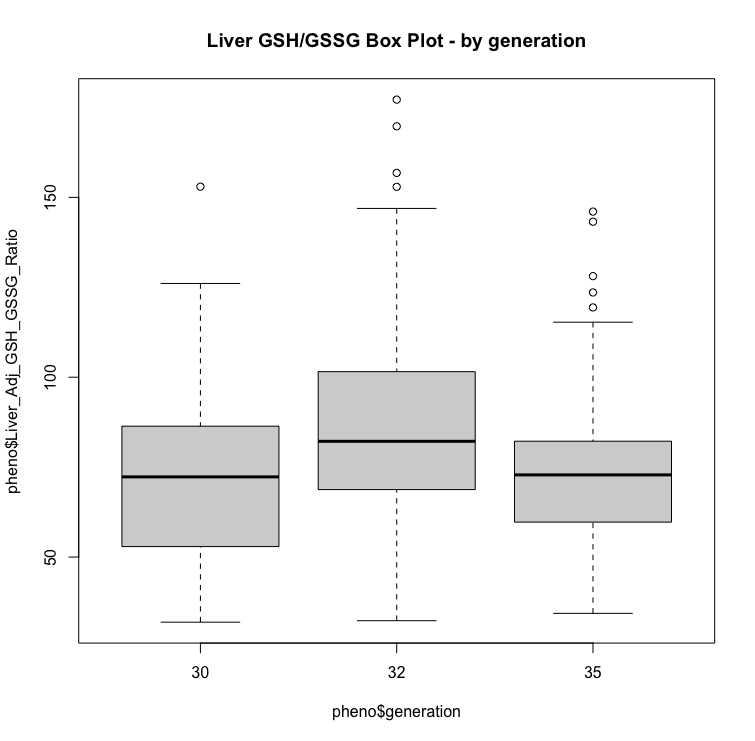 Liver GSH/GSSG Box Plot - by generation
pheno$Liver_Adj_GSH_GSSG_Ratio
150
100
50
30
32
35
pheno$generation